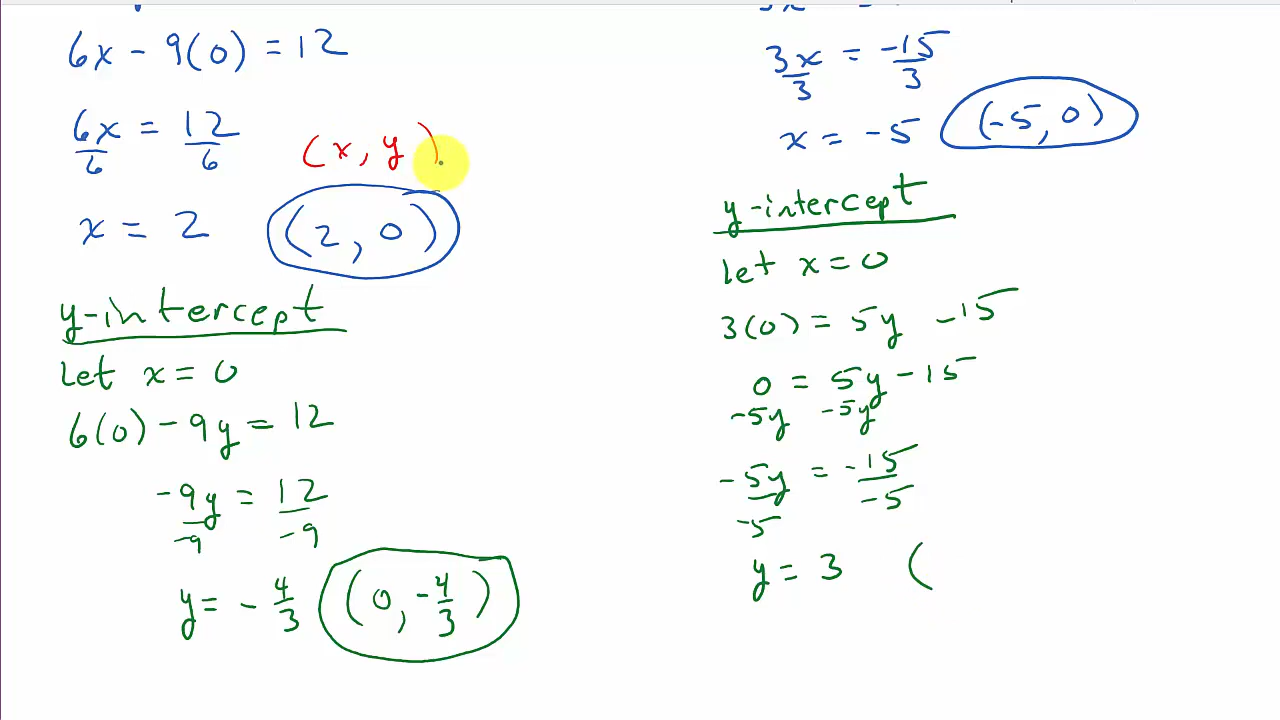 6x - 9(0) = 12
6x/6 = 12/6
(x, y)
x = 2 (2, 0)
y-intercept
Let x = 0
6(0) - 9y = 12
-9y/-9 = 12/-9
y = -4/3 (0, -4/3)
3x/3 = -15/3
x = -5 (-5, 0)
y-intercept
Let x = 0
3(0) = 5y - 15
0 = 5y - 15
-5y -5y
-5y/-5 = -15/-5
y = 3 (